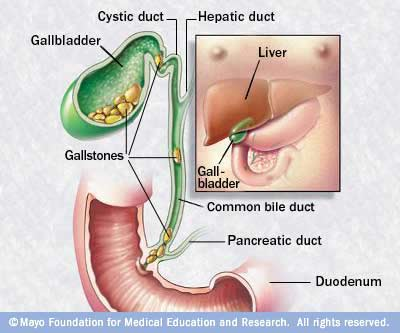 Cystic duct
Hepatic duct
Gallbladder
Liver
Gallstones
Gall-
bladder
Common bile duct
Pancreatic duct
Duodenum
© Mayo Foundation for Medical Education and Research. All rights reserved.